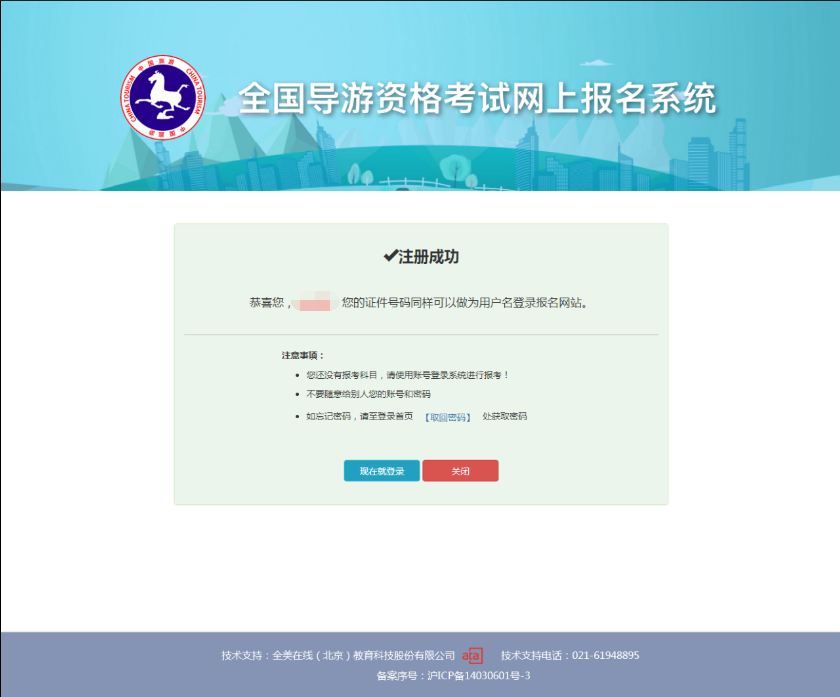 中国旅游
CHINA TOURISM
CHINA TOURISM
中国旅游
全国导游资格考试网上报名系统
注册成功
恭喜您， 您的证件号码同样可以做为用户名登录报名网站。
注意事项：
您还没有报考科目，请使用账号登录系统进行报考！
不要随意给别人您的账号和密码
如忘记密码，请至登录首页 【取回密码】 处获取密码
现在就登录 关闭
技术支持：全美在线（北京）教育科技股份有限公司 ata 技术支持电话：021-61948895
备案序号：沪ICP备14030601号-3